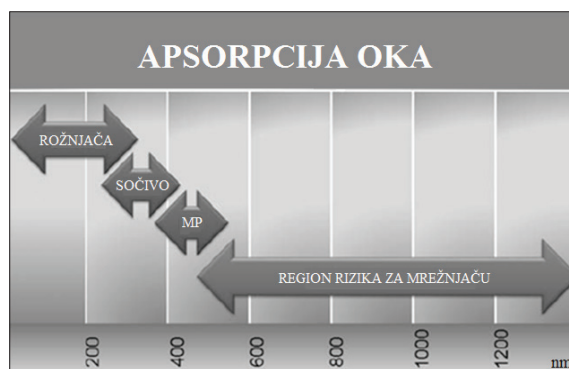 APSORPCIJA OKA
ROŽNJAČA
SOČIVO
MP
REGION RIZIKA ZA MREŽNJAČU
200 400 600 800 1000 1200 nm